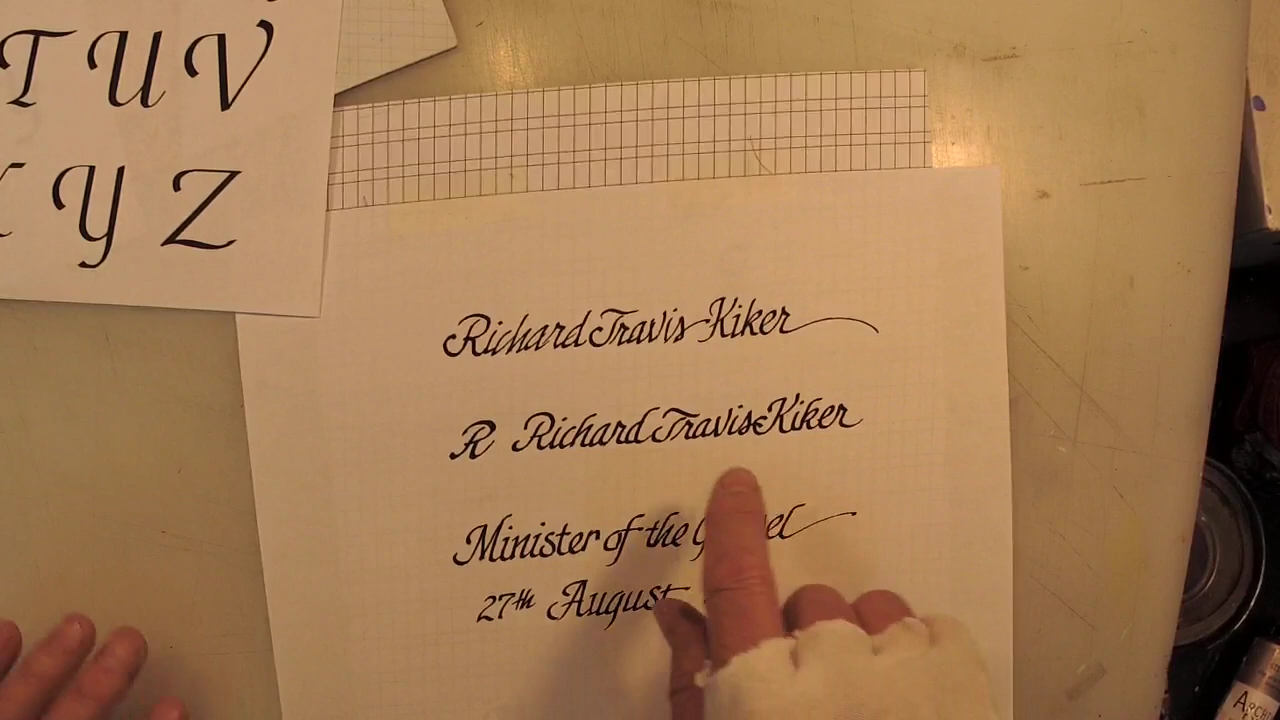 T U V
Y Z
Richard Travis Kiker
R Richard Travis Kiker
Minister of the
27th August